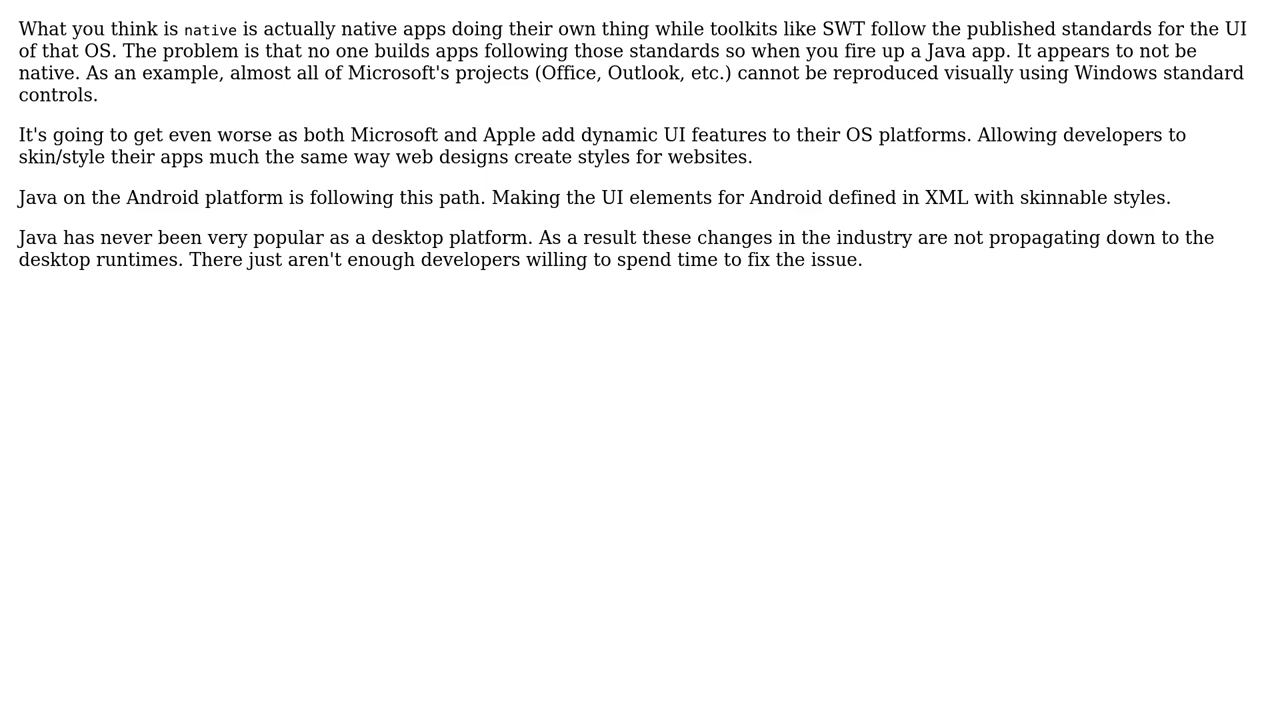 What you think is native is actually native apps doing their own thing while toolkits like SWT follow the published standards for the UI
of that OS. The problem is that no one builds apps following those standards so when you fire up a Java app. It appears to not be
native. As an example, almost all of Microsoft's projects (Office, Outlook, etc.) cannot be reproduced visually using Windows standard
controls.
It's going to get even worse as both Microsoft and Apple add dynamic UI features to their OS platforms. Allowing developers to
skin/style their apps much the same way web designs create styles for websites.
Java on the Android platform is following this path. Making the UI elements for Android defined in XML with skinnable styles.
Java has never been very popular as a desktop platform. As a result these changes in the industry are not propagating down to the
desktop runtimes. There just aren't enough developers willing to spend time to fix the issue.